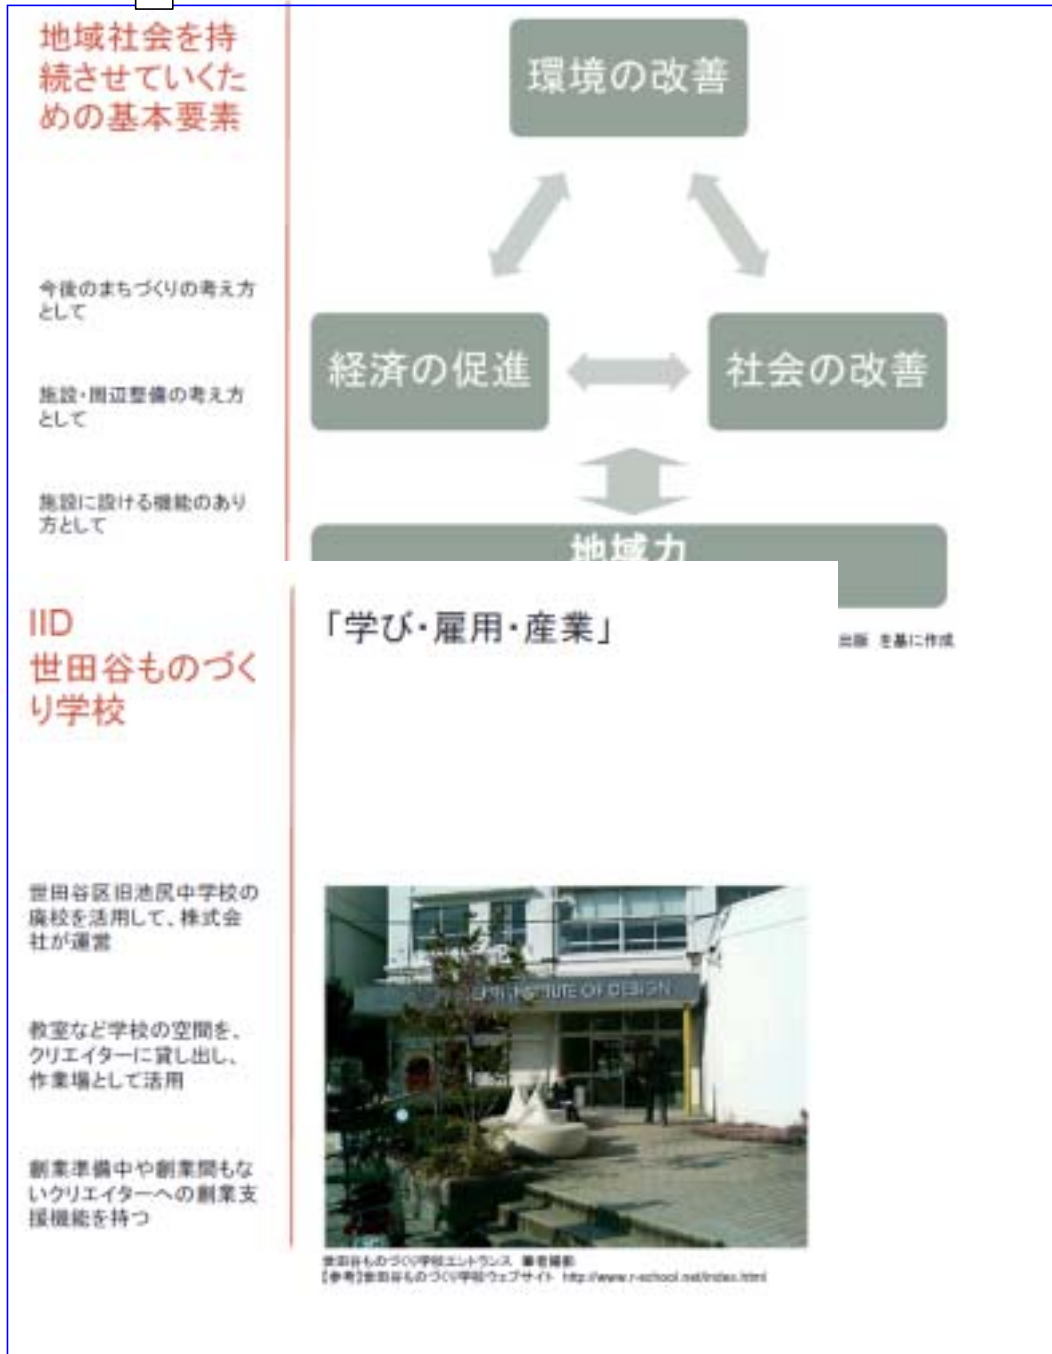 地域社会を持
続させていくた
めの基本要素
今後のまちづくりの考え方
として
施設・周辺整備の考え方
として
施設に設ける機能のあり
方として
環境の改善
経済の促進
社会の改善
地域力
出版 を基に作成
IID
世田谷ものづく
り学校
世田谷区旧池尻中学校の
廃校を活用して、株式会
社が運営
教室など学校の空間を、
クリエイターに貸し出し、
作業場として活用
創業準備中や創業間もな
いクリエイターへの創業支
援機能を持つ
「学び・雇用・産業」
INSTITUTE OF DESIGN
世田谷ものづくり学校エントランス 筆者撮影
【参考】世田谷ものづくり学校ウェブサイト http://www.r-school.net/index.html